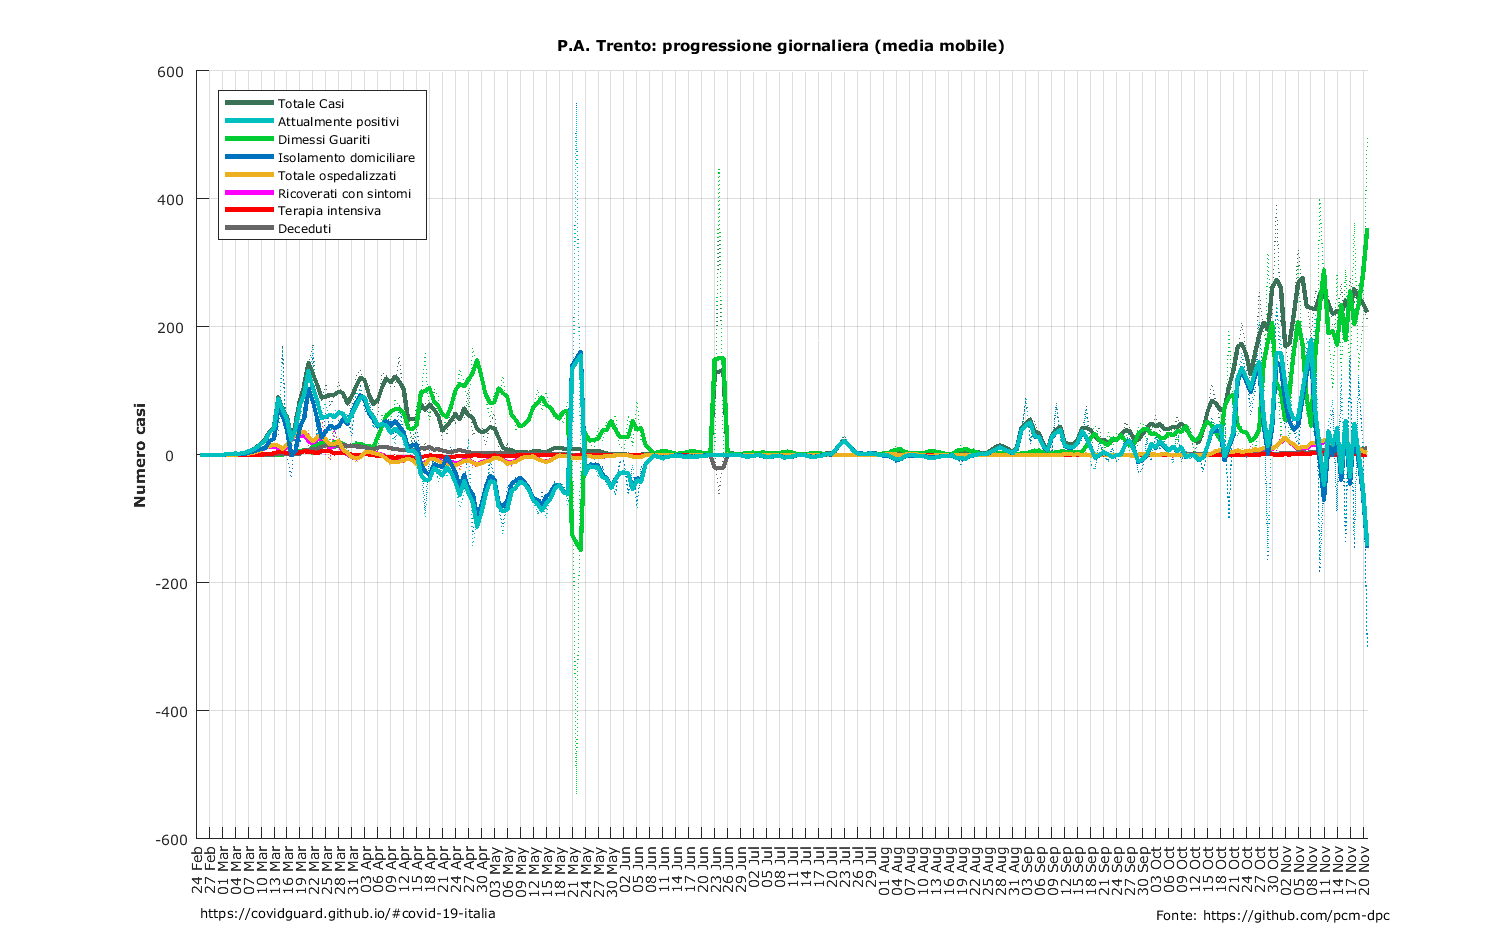 P.A. Trento: progressione giornaliera (media mobile)
600
400
200
0
-200
-400
-600
Numero casi
Totale Casi
Attualmente positivi
Dimessi Guariti
Isolamento domiciliare
Totale ospedalizzati
Ricoverati con sintomi
Terapia intensiva
Deceduti
24 Feb
27 Feb
01 Mar
04 Mar
07 Mar
10 Mar
13 Mar
16 Mar
19 Mar
22 Mar
25 Mar
28 Mar
31 Mar
03 Apr
06 Apr
09 Apr
12 Apr
15 Apr
18 Apr
21 Apr
24 Apr
27 Apr
30 Apr
03 May
06 May
09 May
12 May
15 May
18 May
21 May
24 May
27 May
30 May
02 Jun
05 Jun
08 Jun
11 Jun
14 Jun
17 Jun
20 Jun
23 Jun
26 Jun
29 Jun
02 Jul
05 Jul
08 Jul
11 Jul
14 Jul
17 Jul
20 Jul
23 Jul
26 Jul
29 Jul
01 Aug
04 Aug
07 Aug
10 Aug
13 Aug
16 Aug
19 Aug
22 Aug
25 Aug
28 Aug
31 Aug
03 Sep
06 Sep
09 Sep
12 Sep
15 Sep
18 Sep
21 Sep
24 Sep
27 Sep
30 Sep
03 Oct
06 Oct
09 Oct
12 Oct
15 Oct
18 Oct
21 Oct
24 Oct
27 Oct
30 Oct
02 Nov
05 Nov
08 Nov
11 Nov
14 Nov
17 Nov
20 Nov
https://covidguard.github.io/#covid-19-italia
Fonte: https://github.com/pcm-dpc